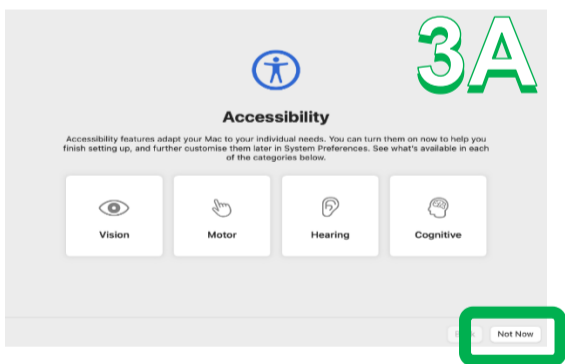 3A
Accessibility
Accessibility features adapt your Mac to your individual needs. You can turn them on now to help you
finish setting up, and further customise them later in System Preferences. See what's available in each
of the categories below.
Vision
Motor
Hearing
Cognitive
Not Now